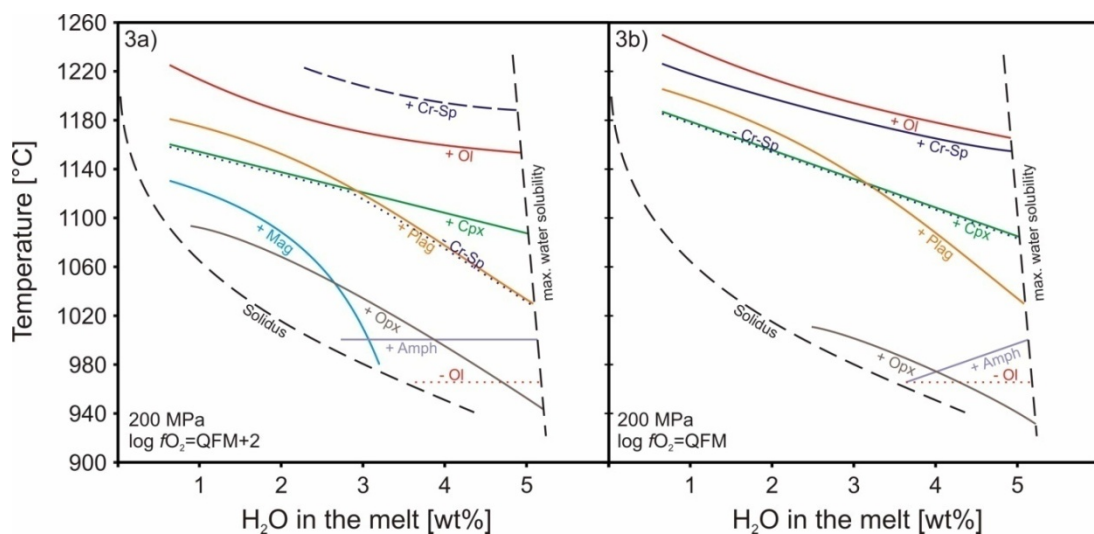 3a)
3b)
1260
1220
1180
1140
1100
1060
1020
980
940
900
Temperature [°C]
+ Cr-Sp
+ Ol
+ Cpx
+ Plag
- Cr-Sp
+ Mag
+ Opx
+ Amph
- Ol
Solidus
max. water solubility
200 MPa
log fO₂=QFM+2
1 2 3 4 5
H₂O in the melt [wt%]
+ Ol
+ Cr-Sp
- Cr-Sp
+ Cpx
+ Plag
+ Opx
+ Amph
- Ol
Solidus
max. water solubility
200 MPa
log fO₂=QFM
1 2 3 4 5
H₂O in the melt [wt%]